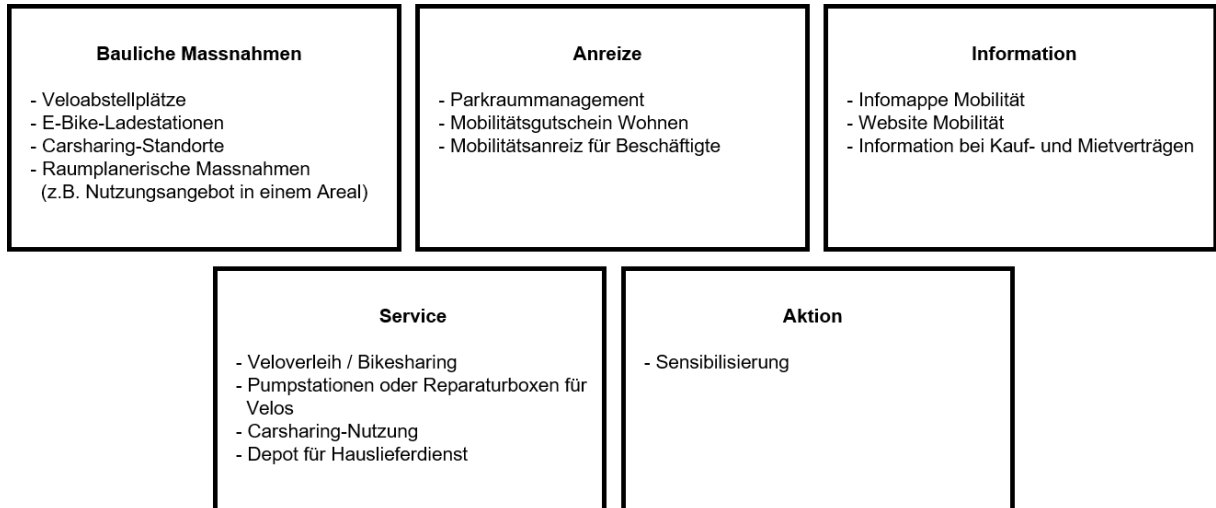 Bauliche Massnahmen
- Veloabstellplätze
- E-Bike-Ladestationen
- Carsharing-Standorte
- Raumplanerische Massnahmen
(z.B. Nutzungsangebot in einem Areal)
Anreize
- Parkraummanagement
- Mobilitätsgutschein Wohnen
- Mobilitätsanreiz für Beschäftigte
Information
- Infomappe Mobilität
- Website Mobilität
- Information bei Kauf- und Mietverträgen
Service
- Veloverleih / Bikesharing
- Pumpstationen oder Reparaturboxen für
Velos
- Carsharing-Nutzung
- Depot für Hauslieferdienst
Aktion
- Sensibilisierung